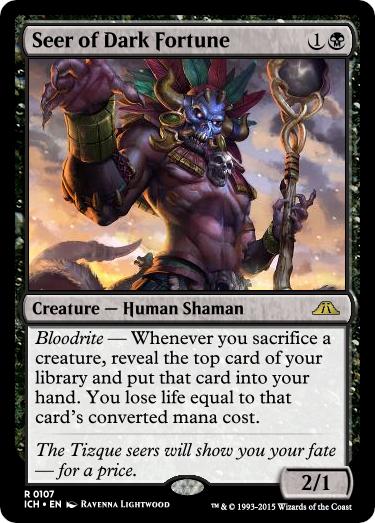 Seer of Dark Fortune 1
Creature — Human Shaman
Bloodrite — Whenever you sacrifice a
creature, reveal the top card of your
library and put that card into your
hand. You lose life equal to that
card's converted mana cost.
The Tizque seers will show you your fate
— for a price.
2/1
R 0107
ICH • EN Ravenna Lightwood
™ & © 1993-2015 Wizards of the Coast